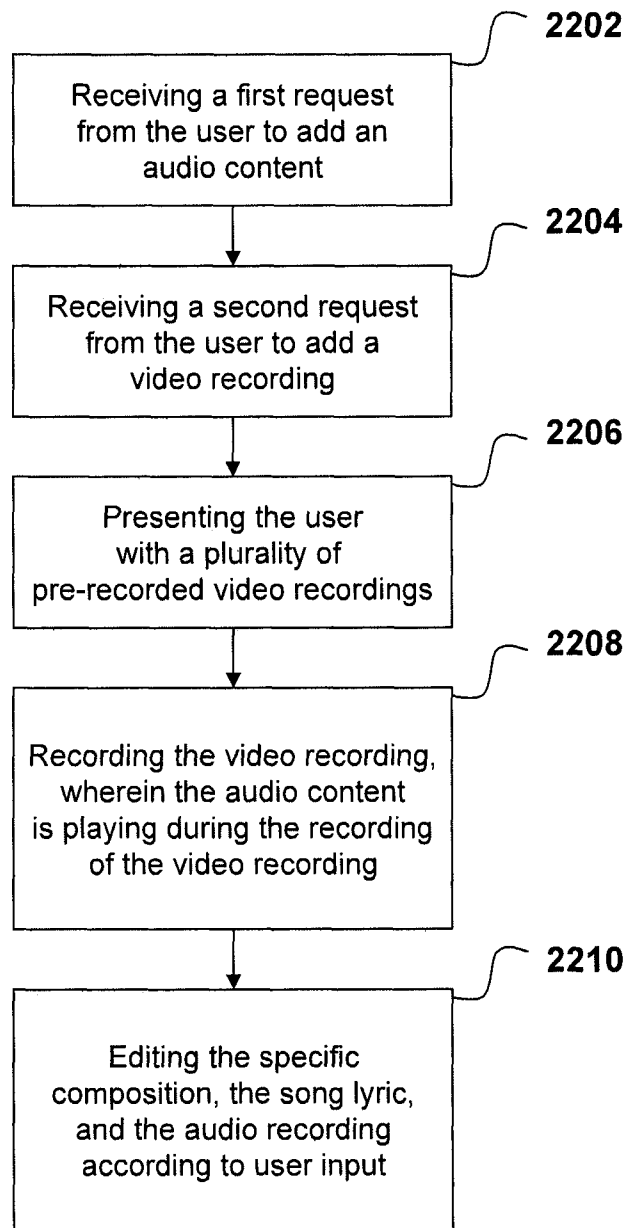 2202
Receiving a first request
from the user to add an
audio content
2204
Receiving a second request
from the user to add a
video recording
2206
Presenting the user
with a plurality of
pre-recorded video recordings
2208
Recording the video recording,
wherein the audio content
is playing during the recording
of the video recording
2210
Editing the specific
composition, the song lyric,
and the audio recording
according to user input